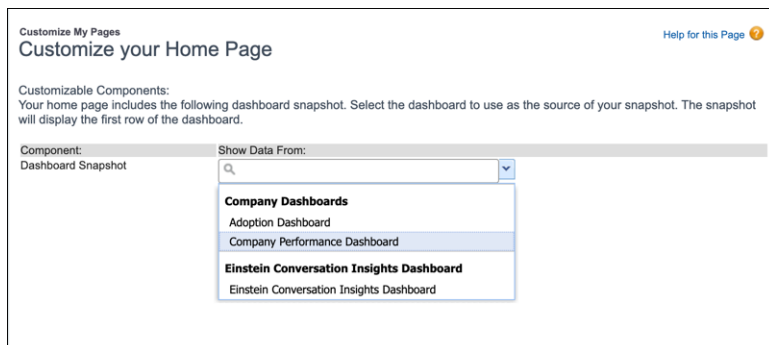 Customize My Pages
Customize your Home Page
Help for this Page
Customizable Components:
Your home page includes the following dashboard snapshot. Select the dashboard to use as the source of your snapshot. The snapshot
will display the first row of the dashboard.
Component: Show Data From:
Dashboard Snapshot
Company Dashboards
Adoption Dashboard
Company Performance Dashboard
Einstein Conversation Insights Dashboard
Einstein Conversation Insights Dashboard